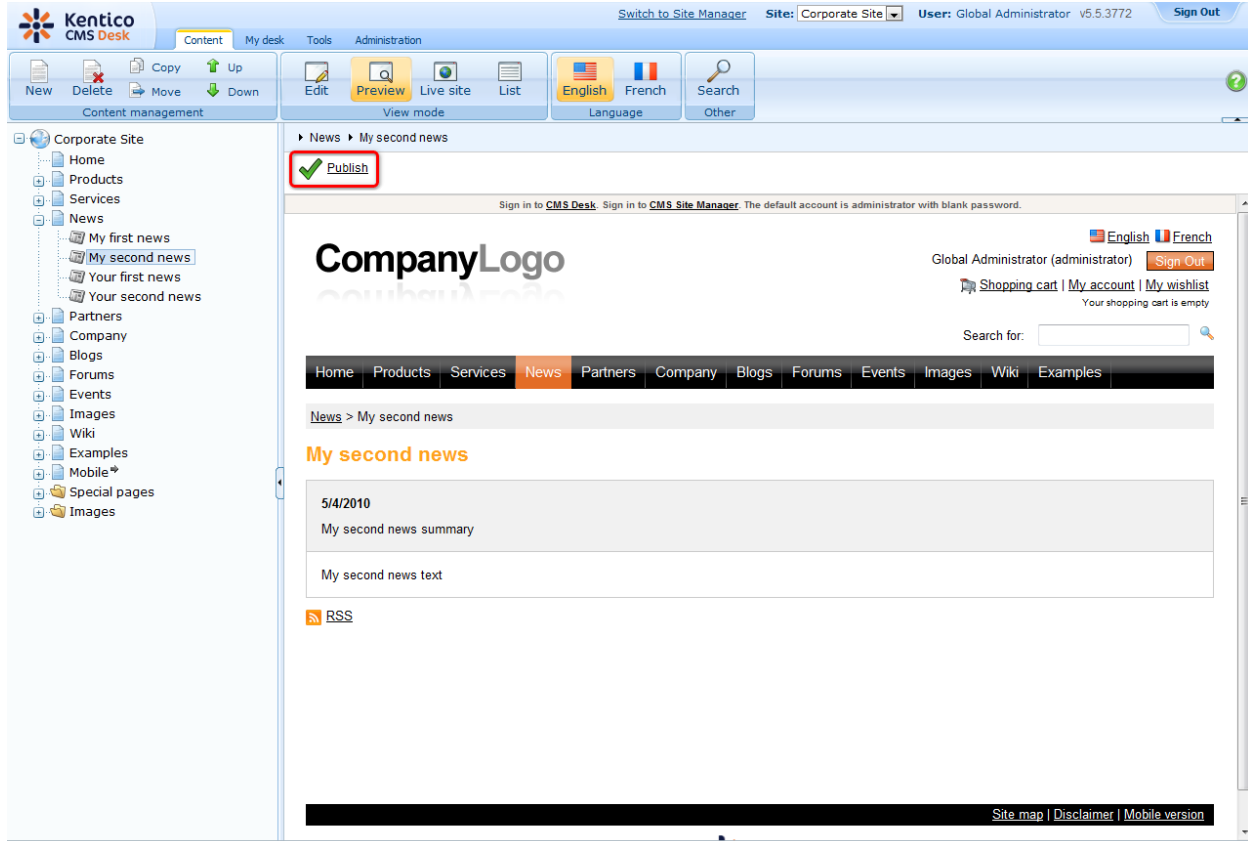 Kentico
CMS Desk
Switch to Site Manager Site: Corporate Site User: Global Administrator v5.5.3772 Sign Out
Content My desk Tools Administration
New Delete Copy Move Up Down
Content management
Edit Preview Live site List
View mode
English French
Language
Search
Other
Corporate Site
Home
Products
Services
News
My first news
My second news
Your first news
Your second news
Partners
Company
Blogs
Forums
Events
Images
Wiki
Examples
Mobile
Special pages
Images
News My second news
Publish
Sign in to CMS Desk. Sign in to CMS Site Manager. The default account is administrator with blank password.
CompanyLogo
English French
Global Administrator (administrator) Sign Out
Shopping cart | My account | My wishlist
Your shopping cart is empty
Search for:
Home Products Services News Partners Company Blogs Forums Events Images Wiki Examples
News > My second news
My second news
5/4/2010
My second news summary
My second news text
RSS
Site map | Disclaimer | Mobile version